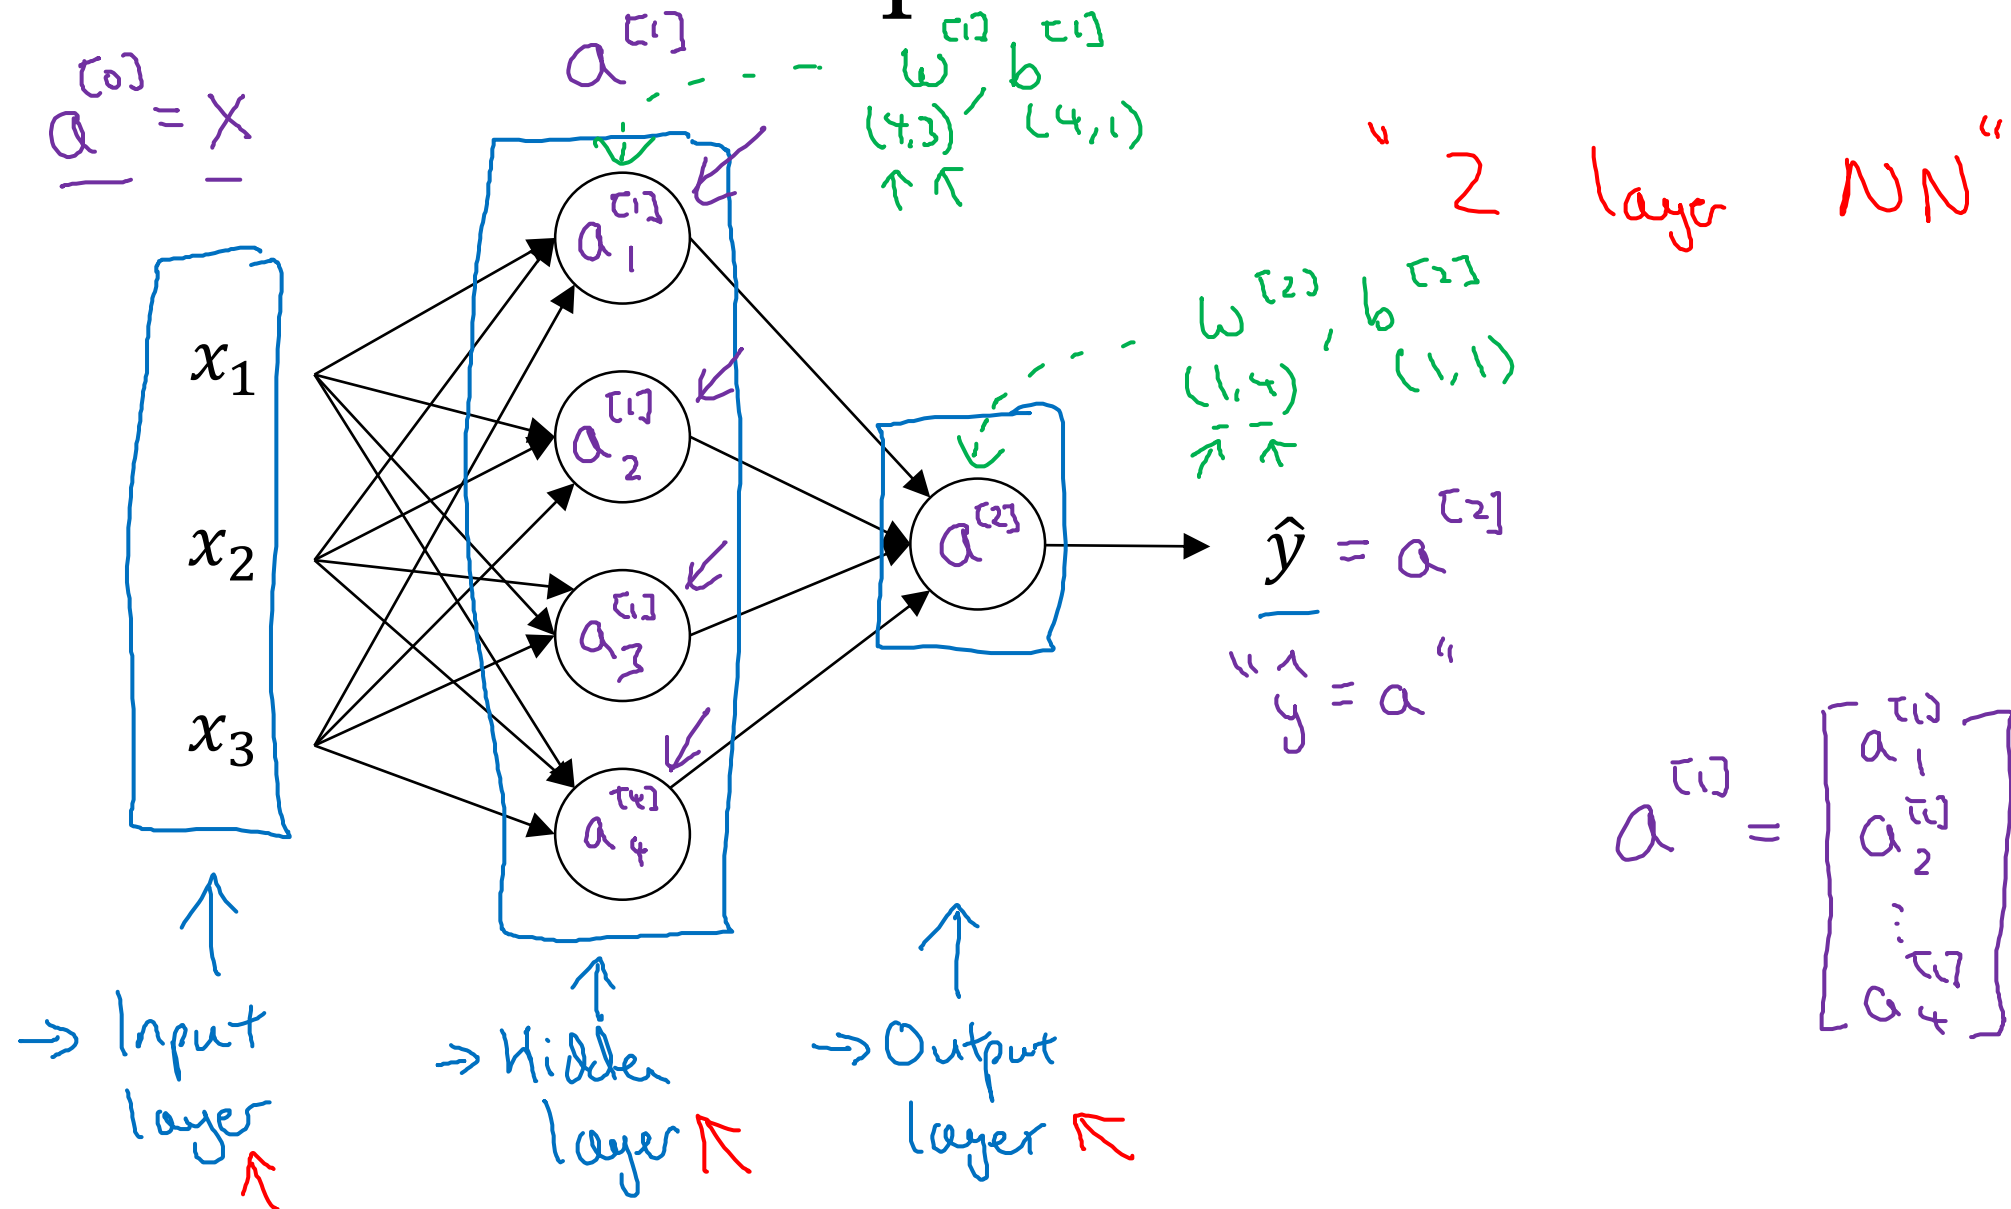 a^[0] = X
a^[1]
w^[1], b^[1]
(4,3) (4,1)
"2 layer NN"
x₁
x₂
x₃
a₁^[1]
a₂^[1]
a₃^[1]
a₄^[4]
w^[2], b^[2]
(1,4) (1,1)
a^[2]
ŷ = a^[2]
"ŷ = a"
a^[1] = [a₁^[1]
a₂^[1]
⋮
a₄^[1]]
→ Input
layer
→ Hidden
layer
→ Output
layer